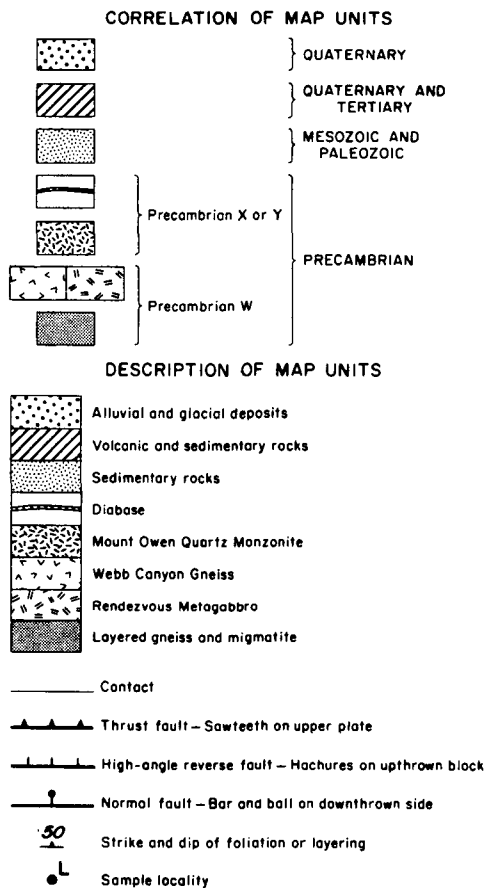 CORRELATION OF MAP UNITS
QUATERNARY
QUATERNARY AND
TERTIARY
MESOZOIC AND
PALEOZOIC
Precambrian X or Y
PRECAMBRIAN
Precambrian W
DESCRIPTION OF MAP UNITS
Alluvial and glacial deposits
Volcanic and sedimentary rocks
Sedimentary rocks
Diabase
Mount Owen Quartz Monzonite
Webb Canyon Gneiss
Rendezvous Metagabbro
Layered gneiss and migmatite
Contact
Thrust fault — Sawteeth on upper plate
High-angle reverse fault — Hachures on upthrown block
Normal fault — Bar and ball on downthrown side
50 Strike and dip of foliation or layering
L Sample locality